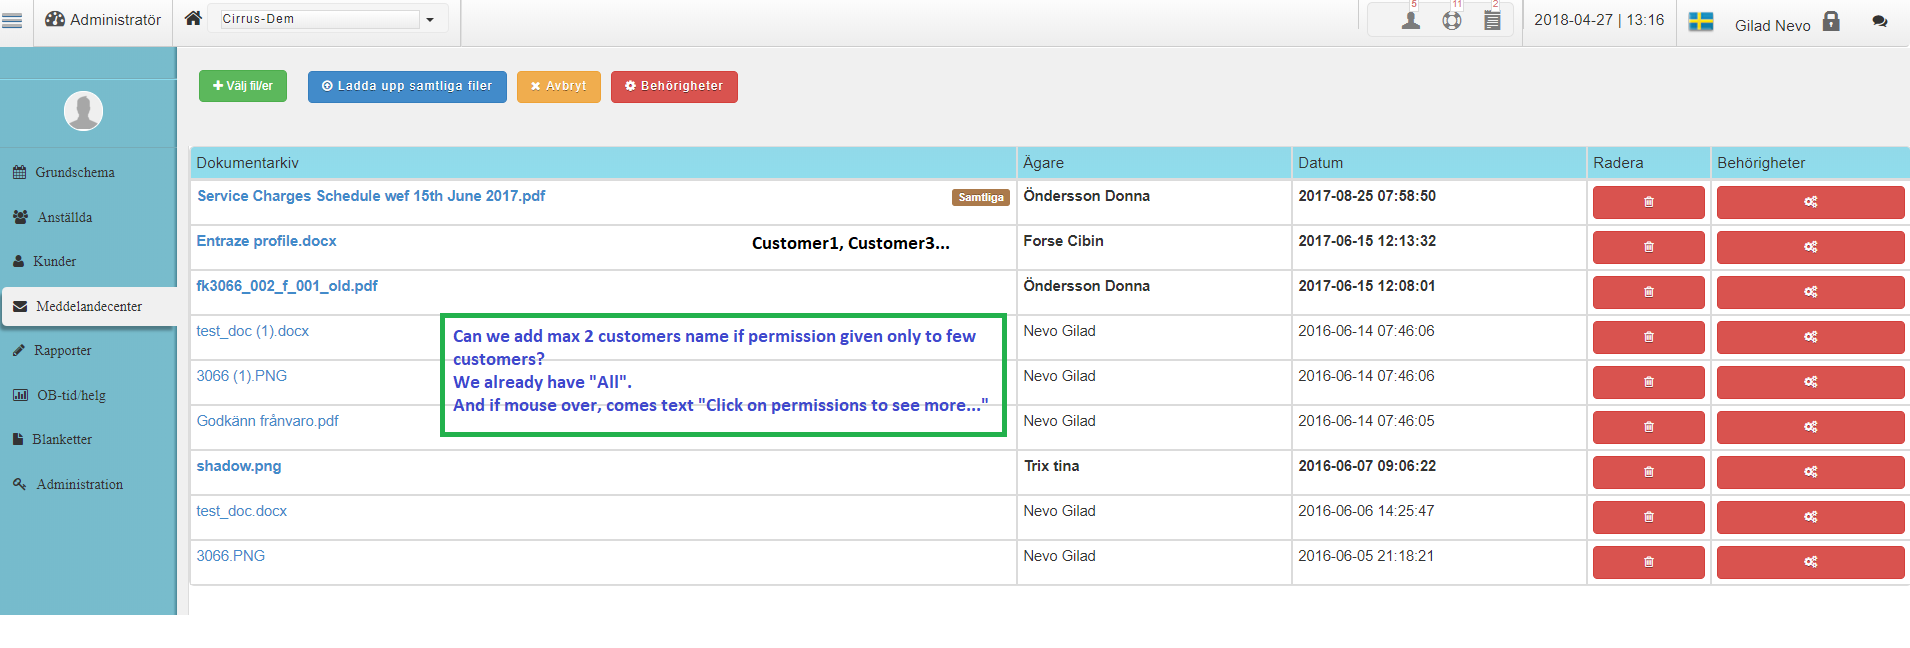 Administratör
Cirrus-Dem
5
11
2
2018-04-27 | 13:16
Gilad Nevo
Välj fil/er
Ladda upp samtliga filer
Avbryt
Behörigheter
Grundschema
Anställda
Kunder
Meddelandecenter
Rapporter
OB-tid/helg
Blanketter
Administration
Dokumentarkiv Ägare Datum Radera Behörigheter
Service Charges Schedule wef 15th June 2017.pdf Samtliga Öndersson Donna 2017-08-25 07:58:50
Entraze profile.docx Customer1, Customer3... Forse Cibin 2017-06-15 12:13:32
fk3066_002_f_001_old.pdf Öndersson Donna 2017-06-15 12:08:01
test_doc (1).docx Nevo Gilad 2016-06-14 07:46:06
3066 (1).PNG Nevo Gilad 2016-06-14 07:46:06
Godkänn frånvaro.pdf Nevo Gilad 2016-06-14 07:46:05
shadow.png Trix tina 2016-06-07 09:06:22
test_doc.docx Nevo Gilad 2016-06-06 14:25:47
3066.PNG Nevo Gilad 2016-06-05 21:18:21
Can we add max 2 customers name if permission given only to few
customers?
We already have "All".
And if mouse over, comes text "Click on permissions to see more..."